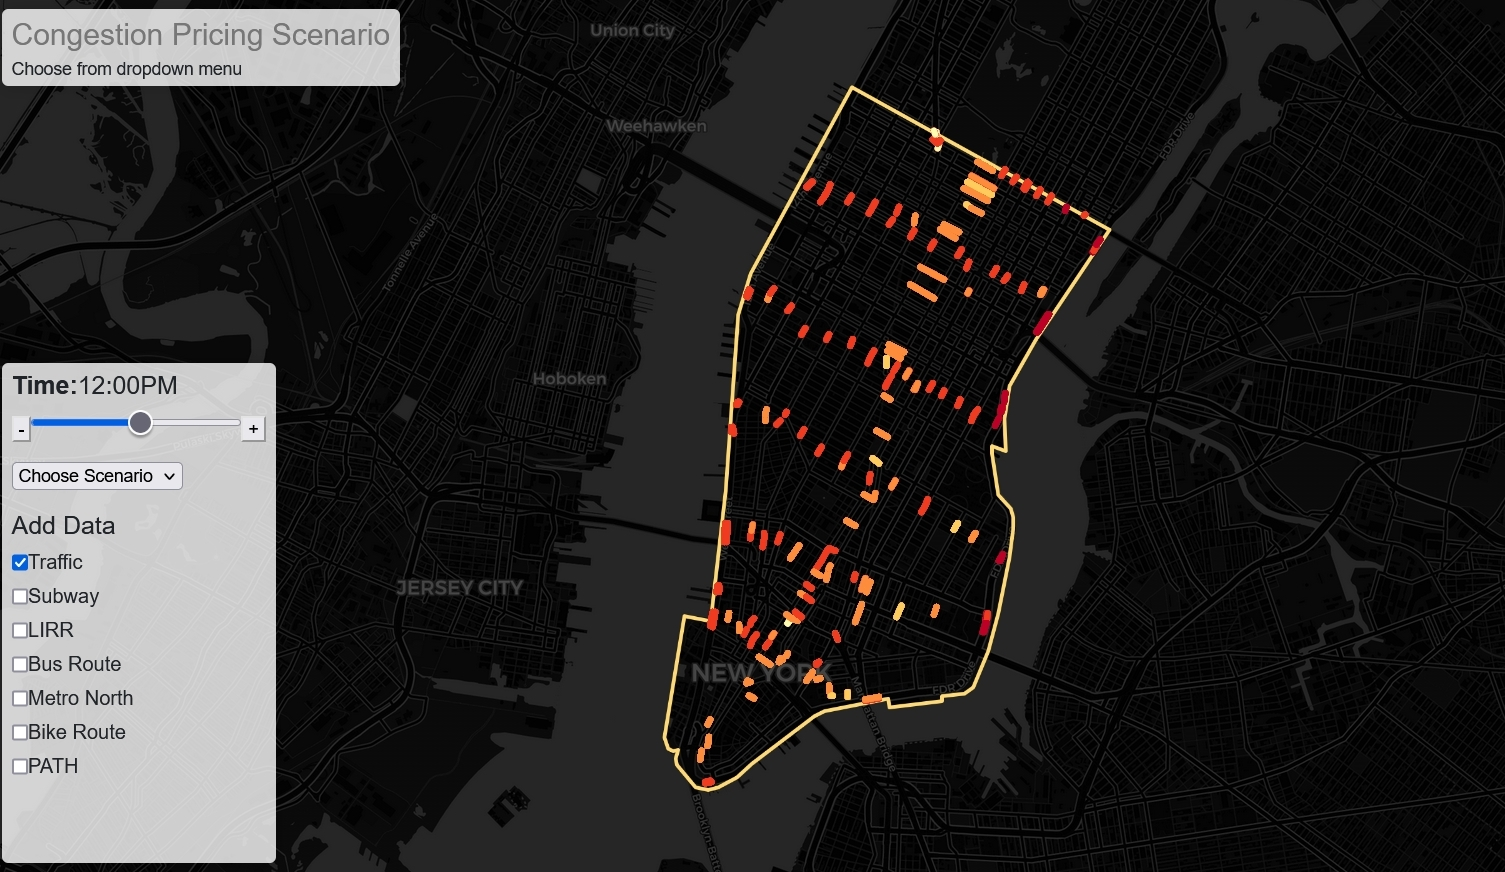 Congestion Pricing Scenario
Choose from dropdown menu
Union City
Weehawken
FDR Drive
Tonnelle Avenue
Hoboken
Time:12:00PM
-
+
Choose Scenario
Add Data
Traffic
Subway
LIRR
Bus Route
Metro North
Bike Route
PATH
JERSEY CITY
NEW YORK
FDR Drive
Manhattan Bridge